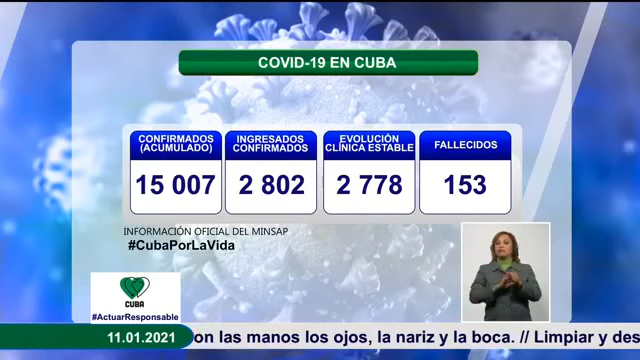 COVID-19 EN CUBA
CONFIRMADOS
(ACUMULADO)
15 007
INGRESADOS
CONFIRMADOS
2 802
EVOLUCIÓN
CLÍNICA ESTABLE
2 778
FALLECIDOS
153
INFORMACIÓN OFICIAL DEL MINSAP
#CubaPorLaVida
CUBA
#ActuarResponsable
11.01.2021
on las manos los ojos, la nariz y la boca. // Limpiar y des